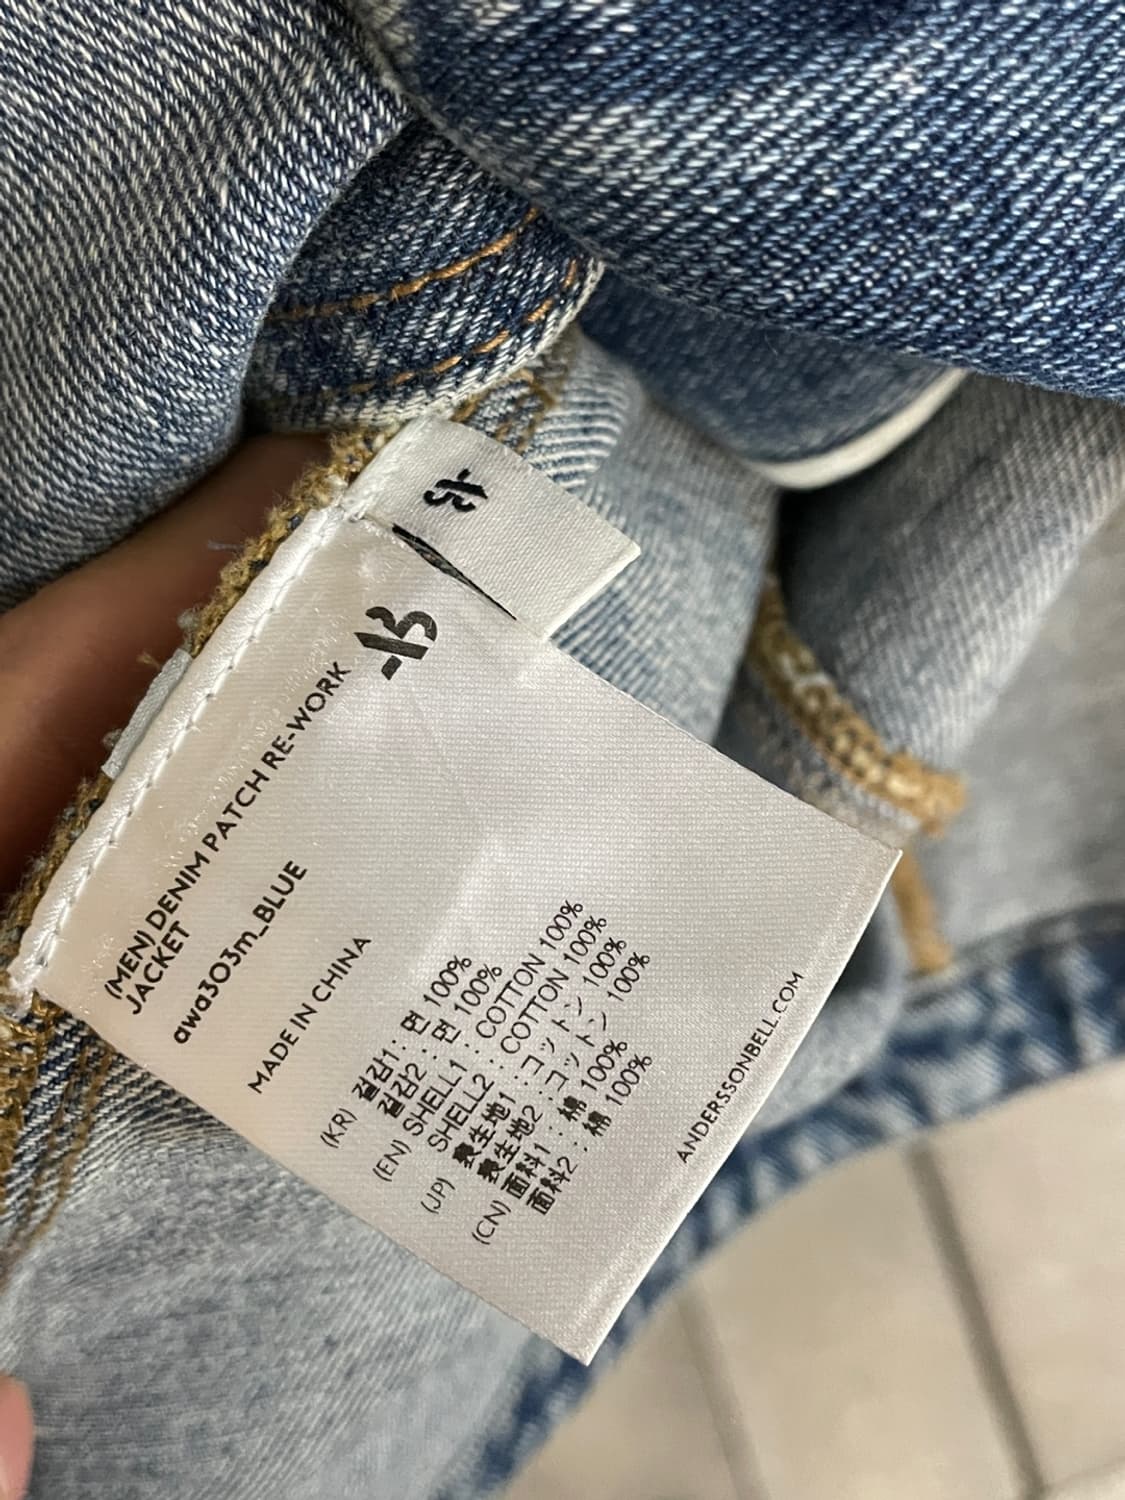 (MEN) DENIM PATCH RE-WORK
JACKET
awa303m_BLUE
MADE IN CHINA
(KR) 겉감1 : 면 100%
겉감2 : 면 100%
(EN) SHELL1 : COTTON 100%
SHELL2 : COTTON 100%
(JP) 表生地1 : コットン 100%
表生地2 : コットン 100%
(CN) 面料1 : 棉 100%
面料2 : 棉 100%
ANDERSSONBELL.COM